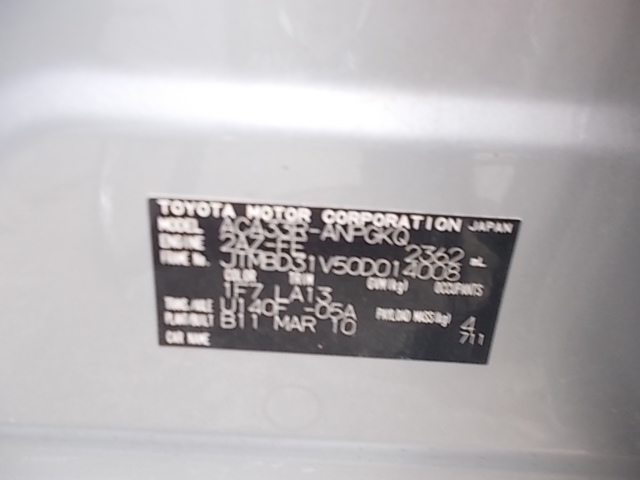 TOYOTA MOTOR CORPORATION JAPAN
MODEL ACA33R-ANPGKQ
ENGINE 2AZ-FE 2362 mL
FRAME No. JTMBD31V50D014008
COLOR TRIM GVM(kg) OCCUPANTS
1F7 LA13
TRANS/AXLE U140F -05A PAYLOAD MASS(kg) 4
PLANT/BUILT B11 MAR 10 711
CAR NAME